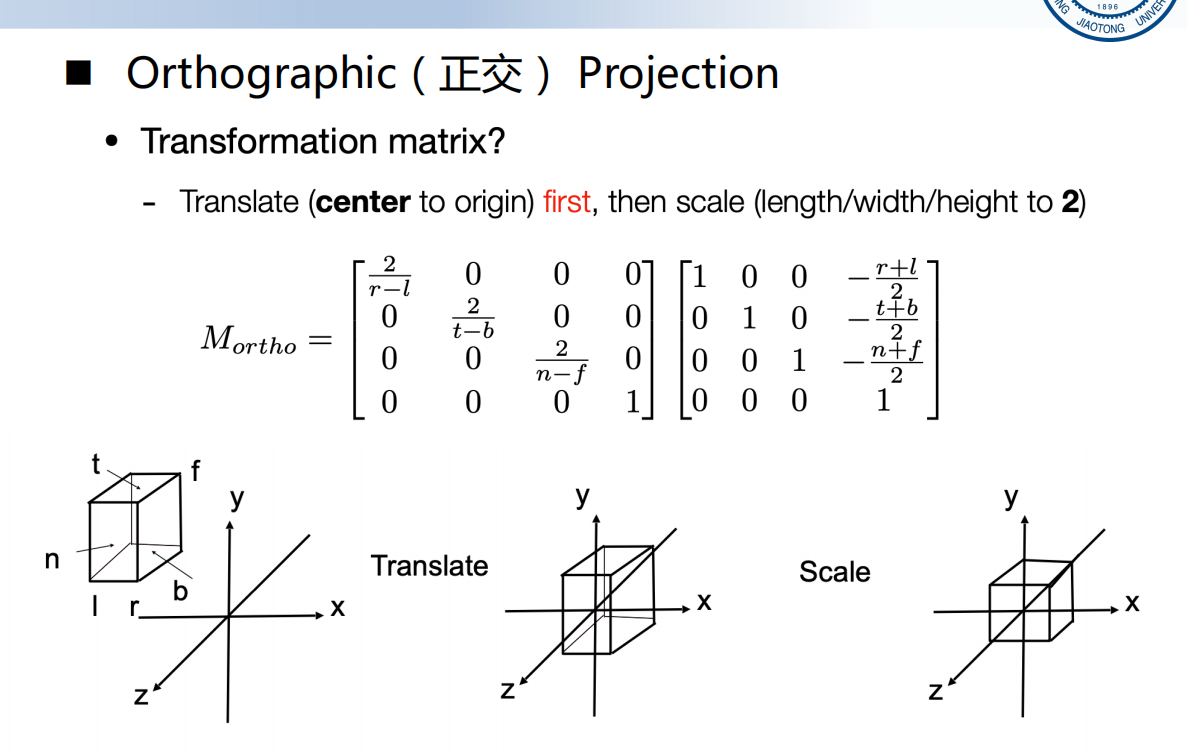 1896
JIAOTONG UNIVE
■ Orthographic（正交） Projection
• Transformation matrix?
- Translate (center to origin) first, then scale (length/width/height to 2)
M_{ortho} = \begin{bmatrix} \frac{2}{r-l} & 0 & 0 & 0 \\ 0 & \frac{2}{t-b} & 0 & 0 \\ 0 & 0 & \frac{2}{n-f} & 0 \\ 0 & 0 & 0 & 1 \end{bmatrix} \begin{bmatrix} 1 & 0 & 0 & -\frac{r+l}{2} \\ 0 & 1 & 0 & -\frac{t+b}{2} \\ 0 & 0 & 1 & -\frac{n+f}{2} \\ 0 & 0 & 0 & 1 \end{bmatrix}
t f
n
l r b
y
x
z
Translate
y
x
z
Scale
y
x
z